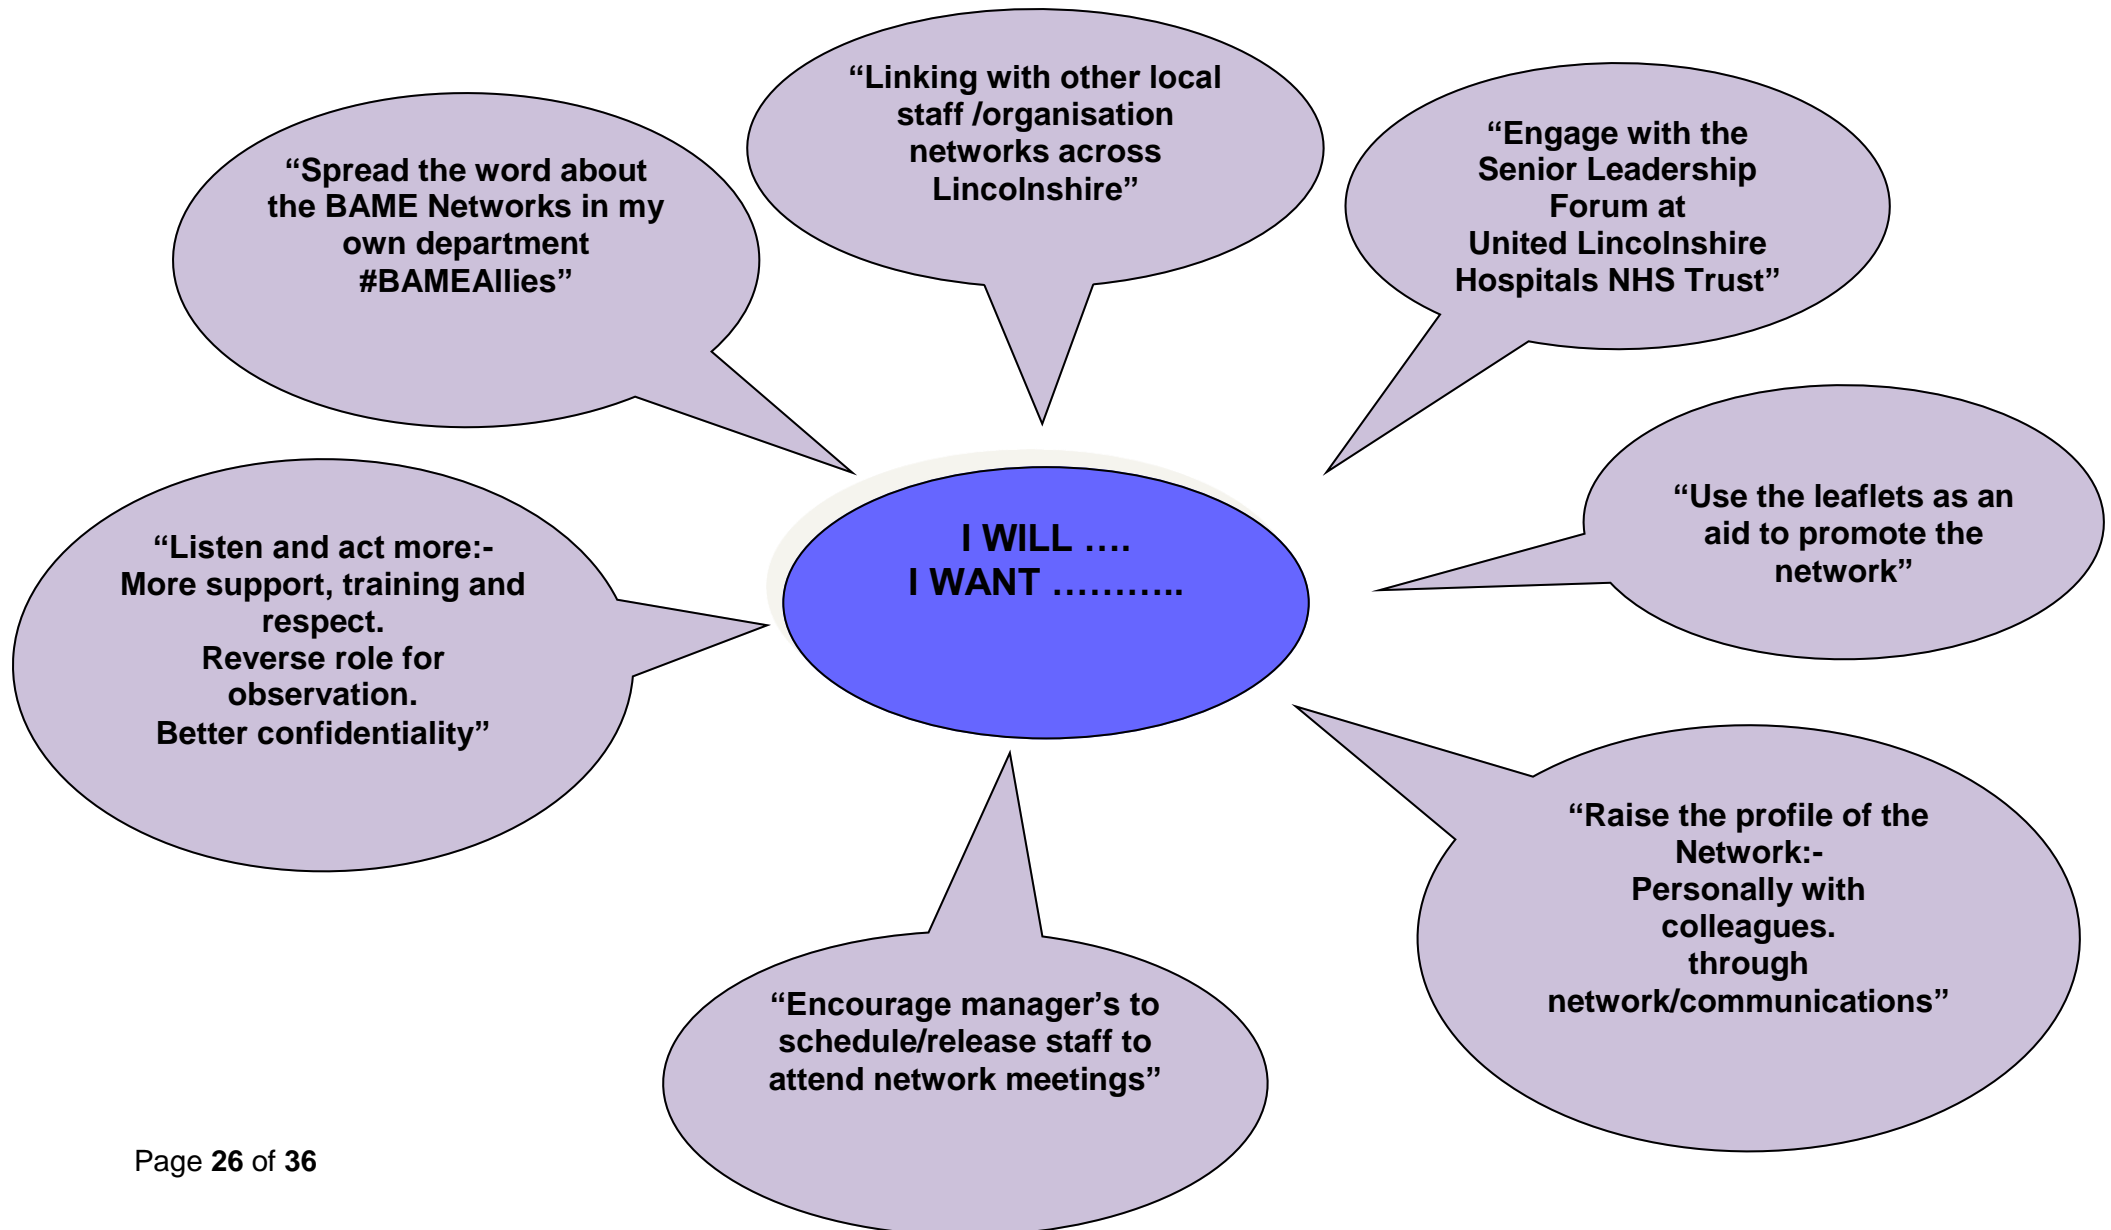 “Linking with other local
staff /organisation
networks across
Lincolnshire”
“Engage with the
Senior Leadership
Forum at
United Lincolnshire
Hospitals NHS Trust”
“Spread the word about
the BAME Networks in my
own department
#BAMEAllies”
“Use the leaflets as an
aid to promote the
network”
I WILL ….
I WANT ………..
“Listen and act more:-
More support, training and
respect.
Reverse role for
observation.
Better confidentiality”
“Raise the profile of the
Network:-
Personally with
colleagues.
through
network/communications”
“Encourage manager’s to
schedule/release staff to
attend network meetings”
Page 26 of 36